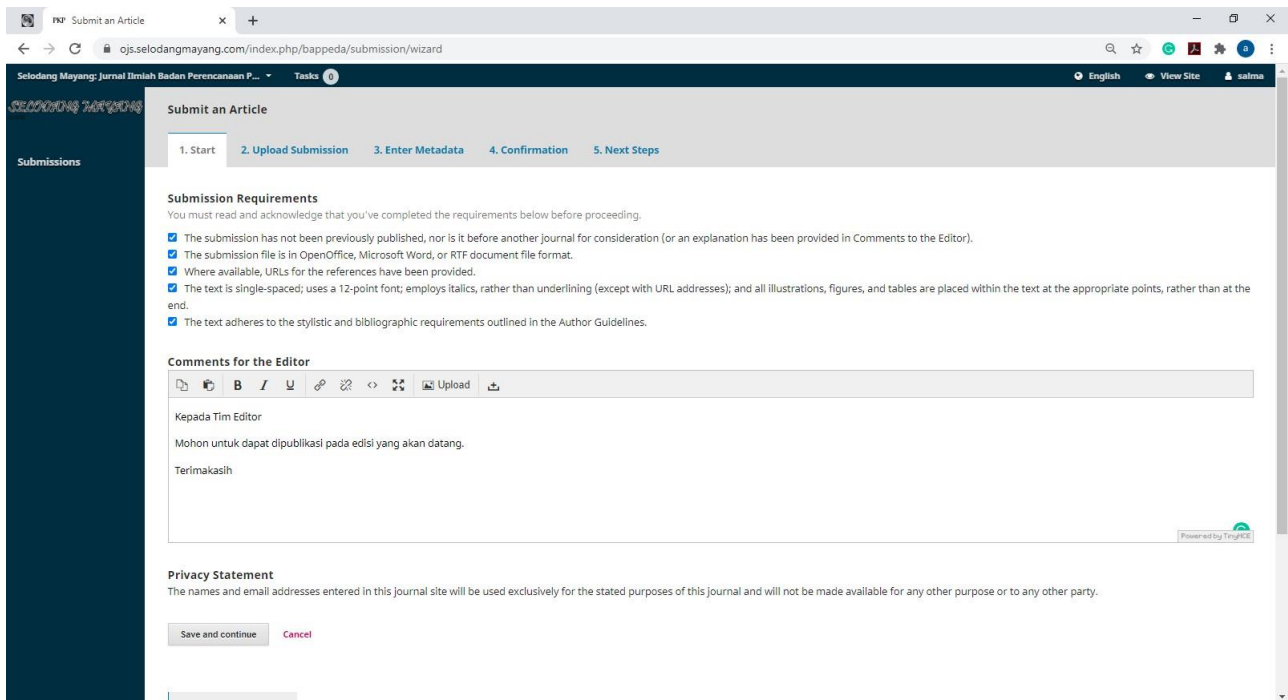 PKP Submit an Article
ojs.selodangmayang.com/index.php/bappeda/submission/wizard
a
Selodang Mayang: Jurnal Ilmiah Badan Perencanaan P... Tasks 0 English View Site salma
SELODANG MAYANG
Submit an Article
1. Start 2. Upload Submission 3. Enter Metadata 4. Confirmation 5. Next Steps
Submissions
Submission Requirements
You must read and acknowledge that you've completed the requirements below before proceeding.
The submission has not been previously published, nor is it before another journal for consideration (or an explanation has been provided in Comments to the Editor).
The submission file is in OpenOffice, Microsoft Word, or RTF document file format.
Where available, URLs for the references have been provided.
The text is single-spaced; uses a 12-point font; employs italics, rather than underlining (except with URL addresses); and all illustrations, figures, and tables are placed within the text at the appropriate points, rather than at the
end.
The text adheres to the stylistic and bibliographic requirements outlined in the Author Guidelines.
Comments for the Editor
B I U Upload
Kepada Tim Editor
Mohon untuk dapat dipublikasi pada edisi yang akan datang.
Terimakasih
Powered by TinyMCE
Privacy Statement
The names and email addresses entered in this journal site will be used exclusively for the stated purposes of this journal and will not be made available for any other purpose or to any other party.
Save and continue Cancel